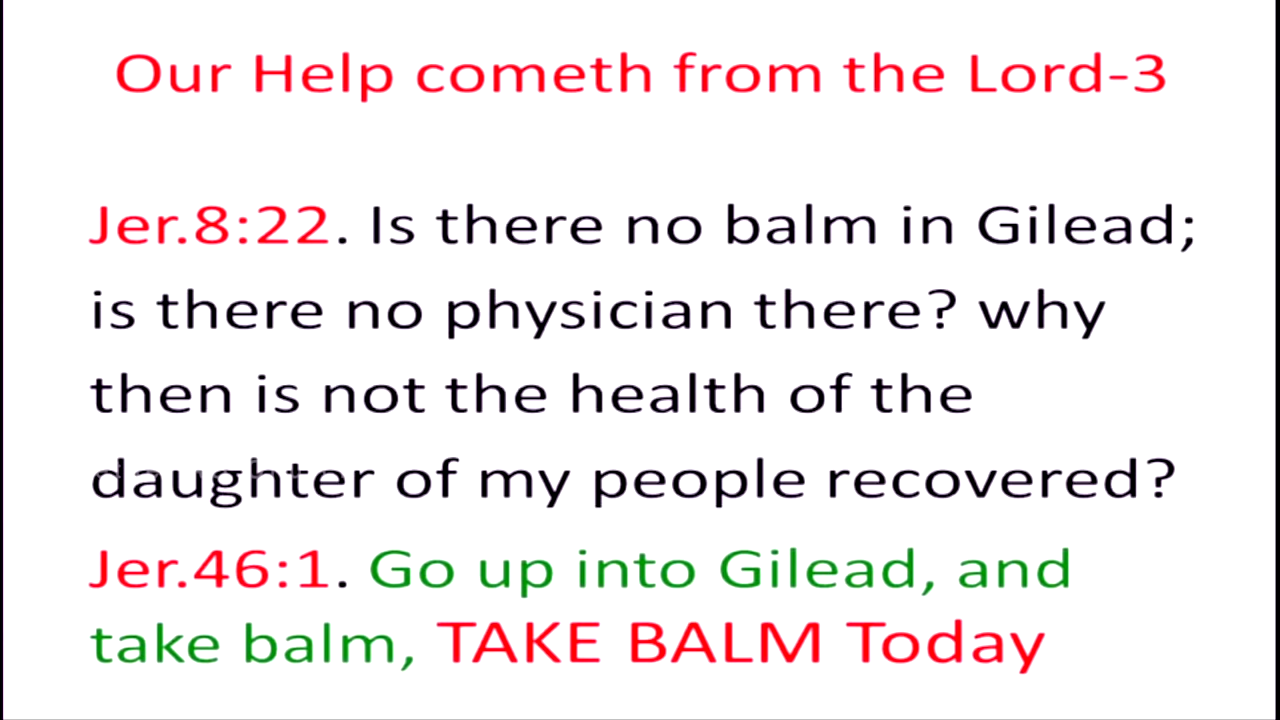 Our Help cometh from the Lord-3
Jer.8:22. Is there no balm in Gilead;
is there no physician there? why
then is not the health of the
daughter of my people recovered?
Jer.46:1. Go up into Gilead, and
take balm, TAKE BALM Today